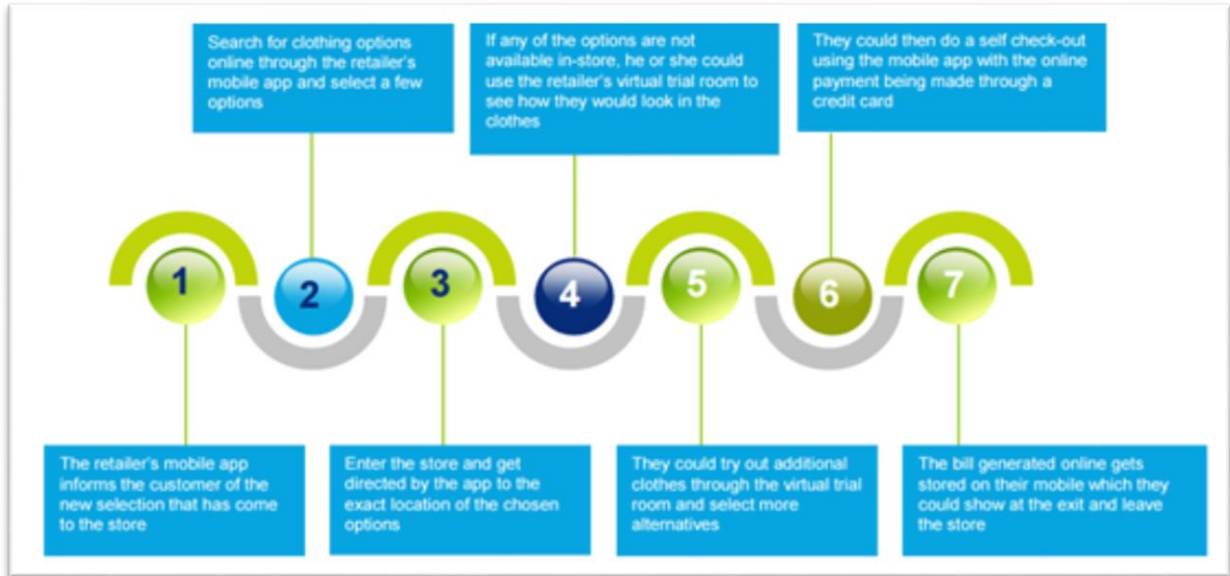 Search for clothing options
online through the retailer's
mobile app and select a few
options
If any of the options are not
available in-store, he or she could
use the retailer's virtual trial room to
see how they would look in the
clothes
They could then do a self check-out
using the mobile app with the online
payment being made through a
credit card
1
2
3
4
5
6
7
The retailer's mobile app
informs the customer of the
new selection that has come
to the store
Enter the store and get
directed by the app to the
exact location of the chosen
options
They could try out additional
clothes through the virtual trial
room and select more
alternatives
The bill generated online gets
stored on their mobile which they
could show at the exit and leave
the store